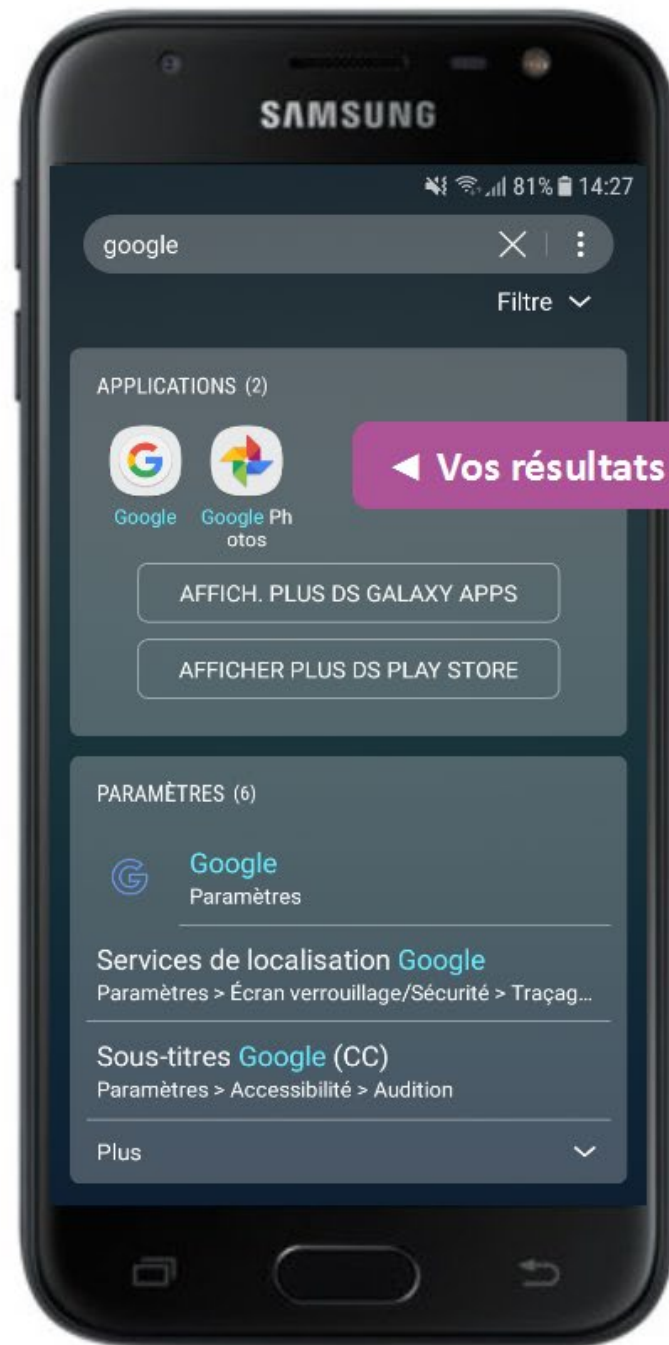 SAMSUNG
81% 14:27
google
Filtre
APPLICATIONS (2)
Google
Google Ph
otos
◄ Vos résultats
AFFICH. PLUS DS GALAXY APPS
AFFICHER PLUS DS PLAY STORE
PARAMÈTRES (6)
Google
Paramètres
Services de localisation Google
Paramètres > Écran verrouillage/Sécurité > Traçag...
Sous-titres Google (CC)
Paramètres > Accessibilité > Audition
Plus